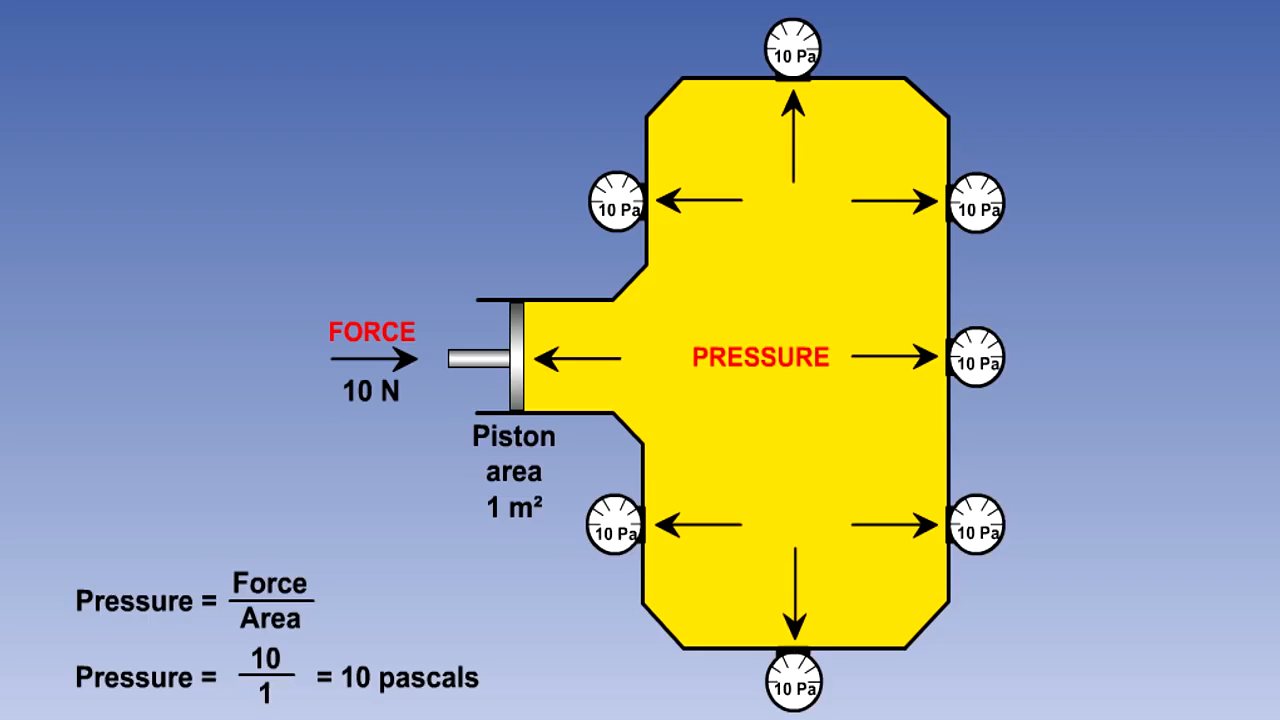 10 Pa
10 Pa
10 Pa
FORCE
10 N
PRESSURE
10 Pa
Piston
area
1 m²
10 Pa
10 Pa
Pressure = Force
Area
Pressure = 10
1
= 10 pascals
10 Pa